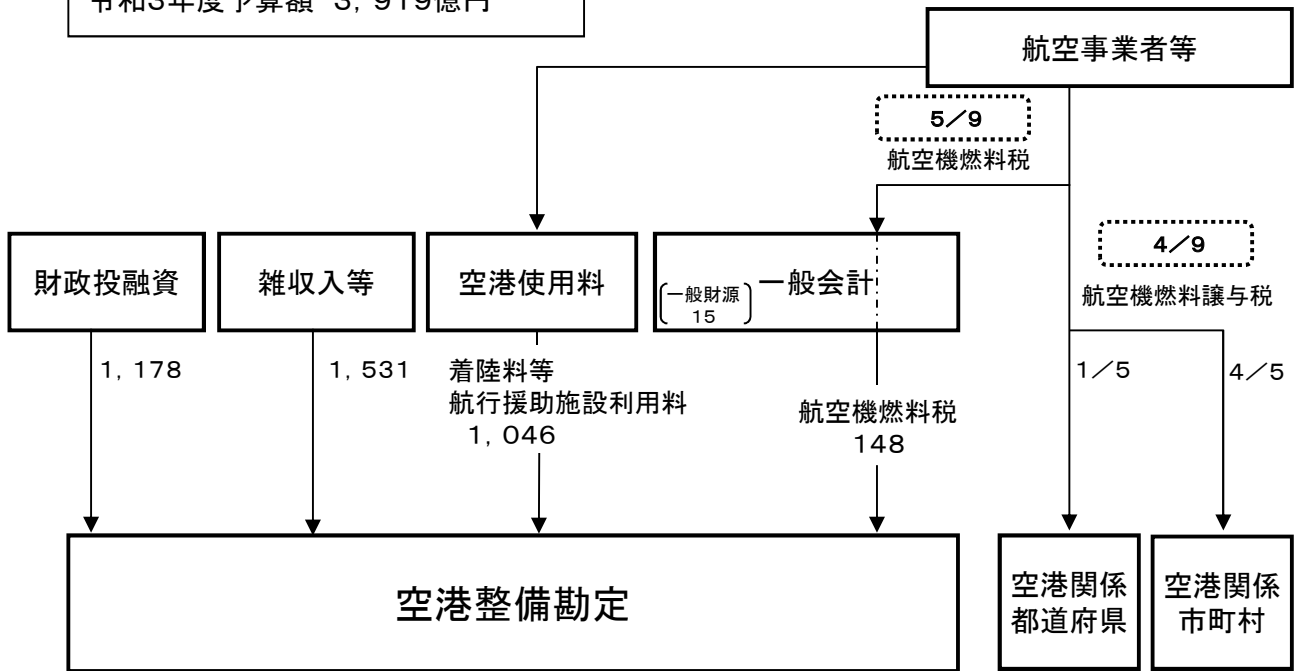 令和3年度予算額 3，919億円
航空事業者等
5／9
航空機燃料税
4／9
航空機燃料譲与税
財政投融資
雑収入等
空港使用料
一般会計
一般財源
15
1，178
1，531
着陸料等
航行援助施設利用料
1，046
航空機燃料税
148
1／5
4／5
空港整備勘定
空港関係
都道府県
空港関係
市町村